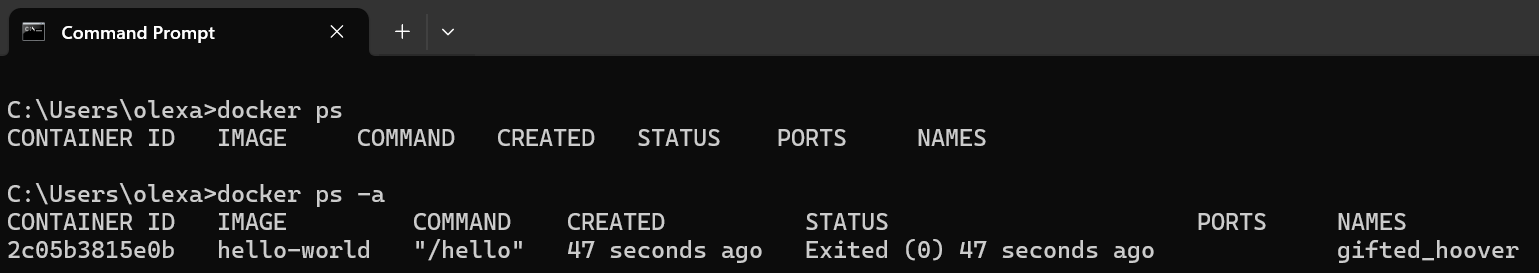 Command Prompt
C:\Users\olexa>docker ps
CONTAINER ID   IMAGE     COMMAND   CREATED   STATUS    PORTS     NAMES
C:\Users\olexa>docker ps -a
CONTAINER ID   IMAGE         COMMAND    CREATED          STATUS                      PORTS     NAMES
2c05b3815e0b   hello-world   "/hello"   47 seconds ago   Exited (0) 47 seconds ago             gifted_hoover